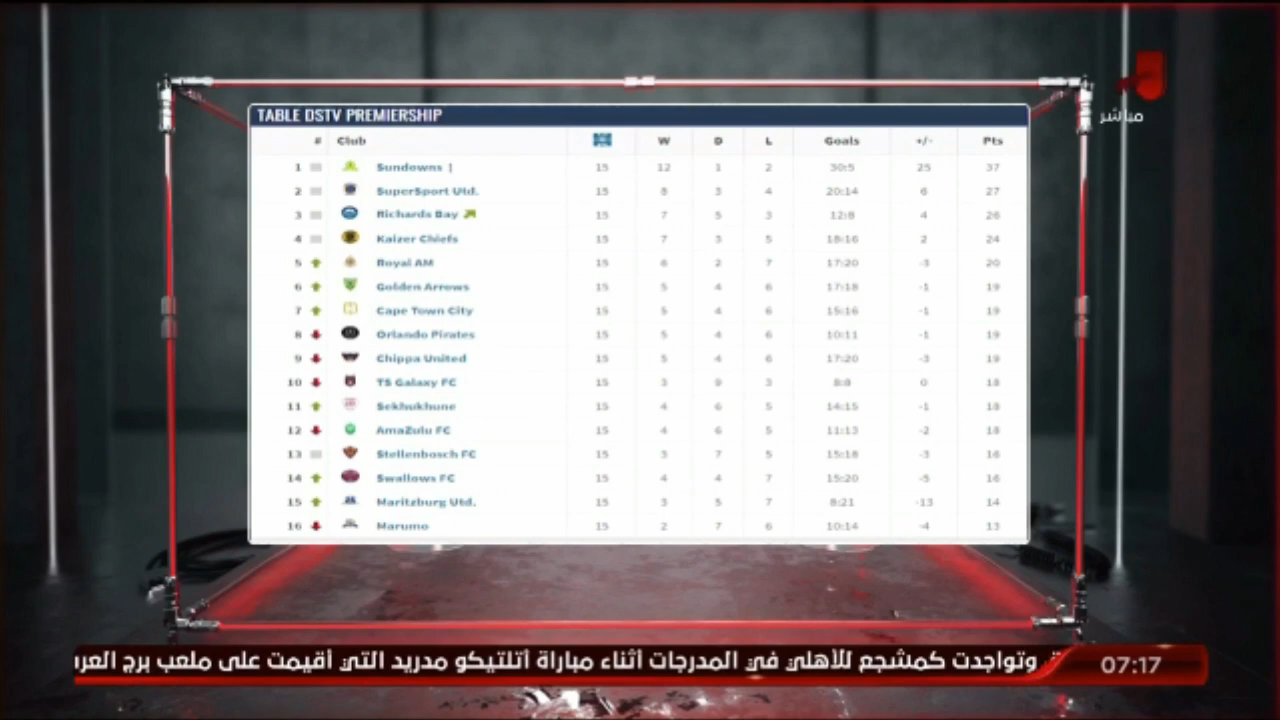 TABLE DSTV PREMIERSHIP
# Club W D L Goals +/- Pts
مباشر
1 Sundowns 15 12 1 2 30:5 25 37
2 SuperSport Utd. 15 8 3 4 20:14 6 27
3 Richards Bay 15 7 5 3 12:8 4 26
4 Kaizer Chiefs 15 7 3 5 18:16 2 24
5 Royal AM 15 6 2 7 17:20 -3 20
6 Golden Arrows 15 5 4 6 17:18 -1 19
7 Cape Town City 15 5 4 6 15:16 -1 19
8 Orlando Pirates 15 5 4 6 10:11 -1 19
9 Chippa United 15 5 4 6 17:20 -3 19
10 TS Galaxy FC 15 3 9 3 8:8 0 18
11 Sekhukhune 15 4 6 5 14:15 -1 18
12 AmaZulu FC 15 4 6 5 11:13 -2 18
13 Stellenbosch FC 15 3 7 5 15:18 -3 16
14 Swallows FC 15 4 4 7 15:20 -5 16
15 Maritzburg Utd. 15 3 5 7 8:21 -13 14
16 Marumo 15 2 7 6 10:14 -4 13
وتواجدت كمشجع للأهلي في المدرجات أثناء مباراة أتلتيكو مدريد التي أقيمت على ملعب برج
07:17